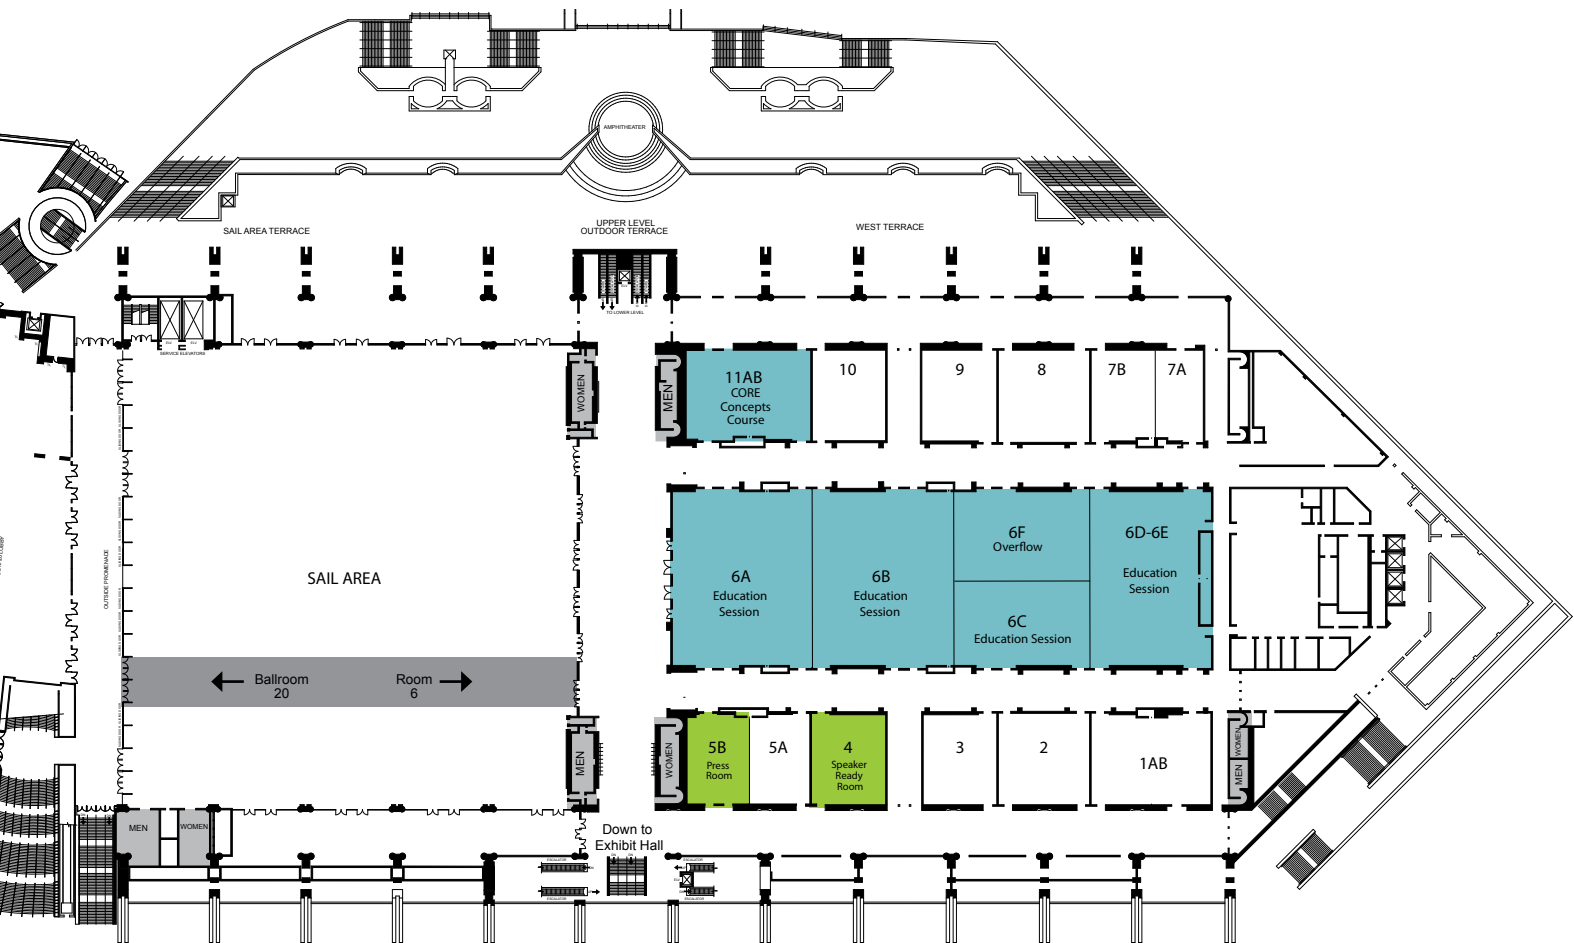 AMPHITHEATER
SAIL AREA TERRACE
UPPER LEVEL
OUTDOOR TERRACE
WEST TERRACE
TO LOWER LEVEL
SERVICE ELEVATORS
WOMEN
MEN
11AB
CORE
Concepts
Course
10
9
8
7B
7A
OUTSIDE PROMENADE
SAIL AREA
6A
Education
Session
6B
Education
Session
6F
Overflow
6C
Education Session
6D-6E
Education
Session
Ballroom
20
Room
6
MEN
WOMEN
5B
Press
Room
5A
4
Speaker
Ready
Room
3
2
1AB
WOMEN
MEN
MEN
WOMEN
Down to
Exhibit Hall
ESCALATOR
ESCALATOR
ESCALATOR
ESCALATOR